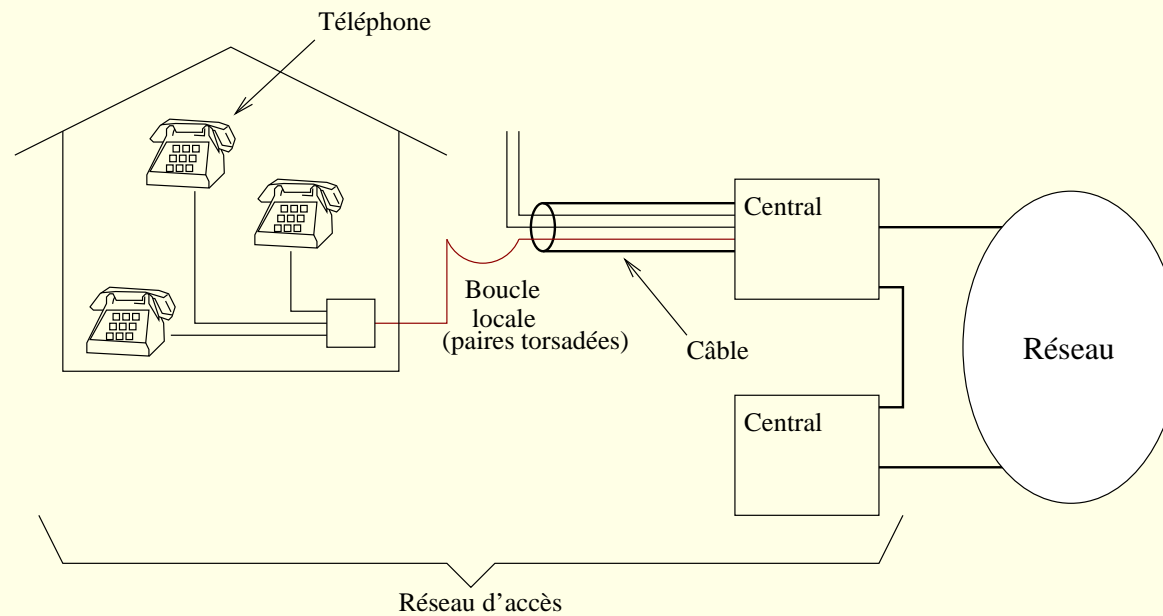 Téléphone
Central
Boucle
locale
(paires torsadées)
Câble
Réseau
Central
Réseau d'accès